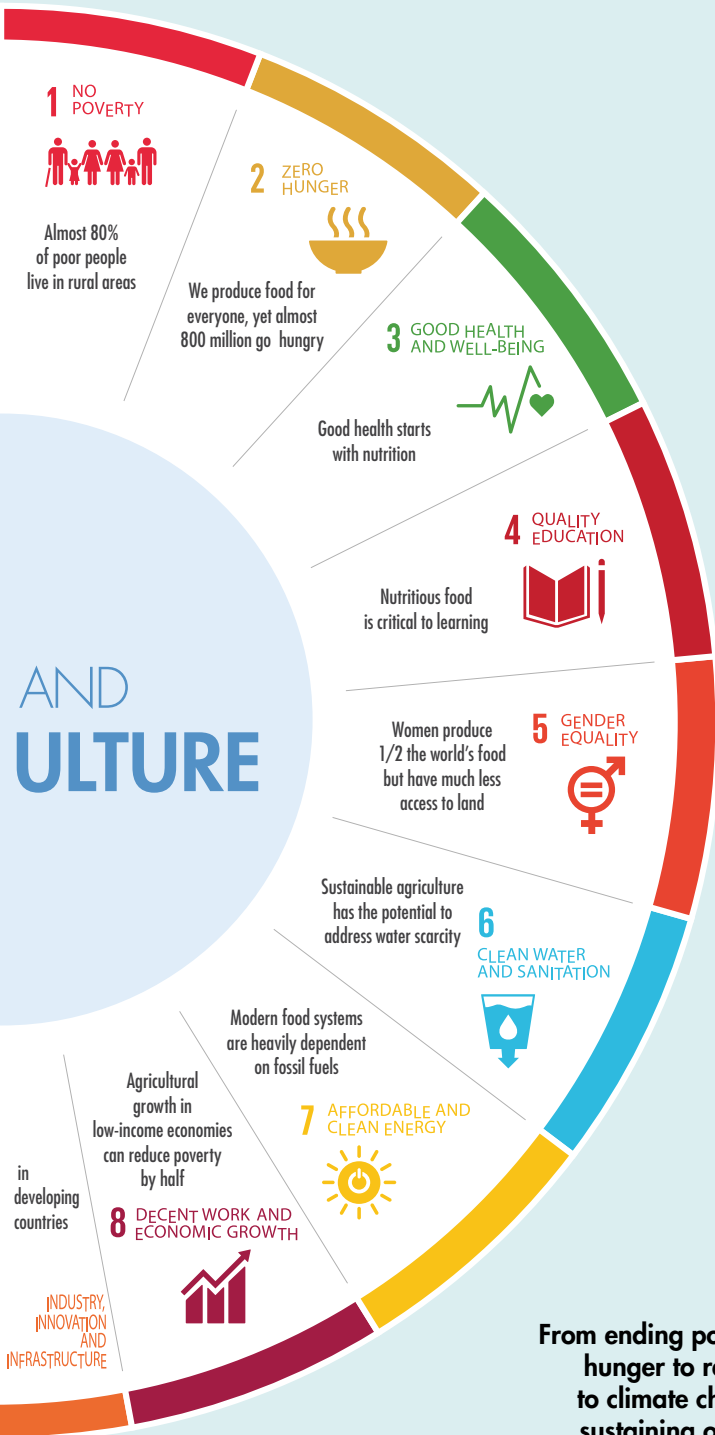 1 NO
POVERTY
Almost 80%
of poor people
live in rural areas
2 ZERO
HUNGER
We produce food for
everyone, yet almost
800 million go hungry
3 GOOD HEALTH
AND WELL-BEING
Good health starts
with nutrition
4 QUALITY
EDUCATION
Nutritious food
is critical to learning
5 GENDER
EQUALITY
Women produce
1/2 the world's food
but have much less
access to land
AND
ULTURE
Sustainable agriculture
has the potential to
address water scarcity
6
CLEAN WATER
AND SANITATION
Modern food systems
are heavily dependent
on fossil fuels
7 AFFORDABLE AND
CLEAN ENERGY
Agricultural
growth in
low-income economies
can reduce poverty
by half
8 DECENT WORK AND
ECONOMIC GROWTH
in
developing
countries
INDUSTRY,
INNOVATION
AND
INFRASTRUCTURE
From ending po
hunger to r
to climate ch
sustaining o